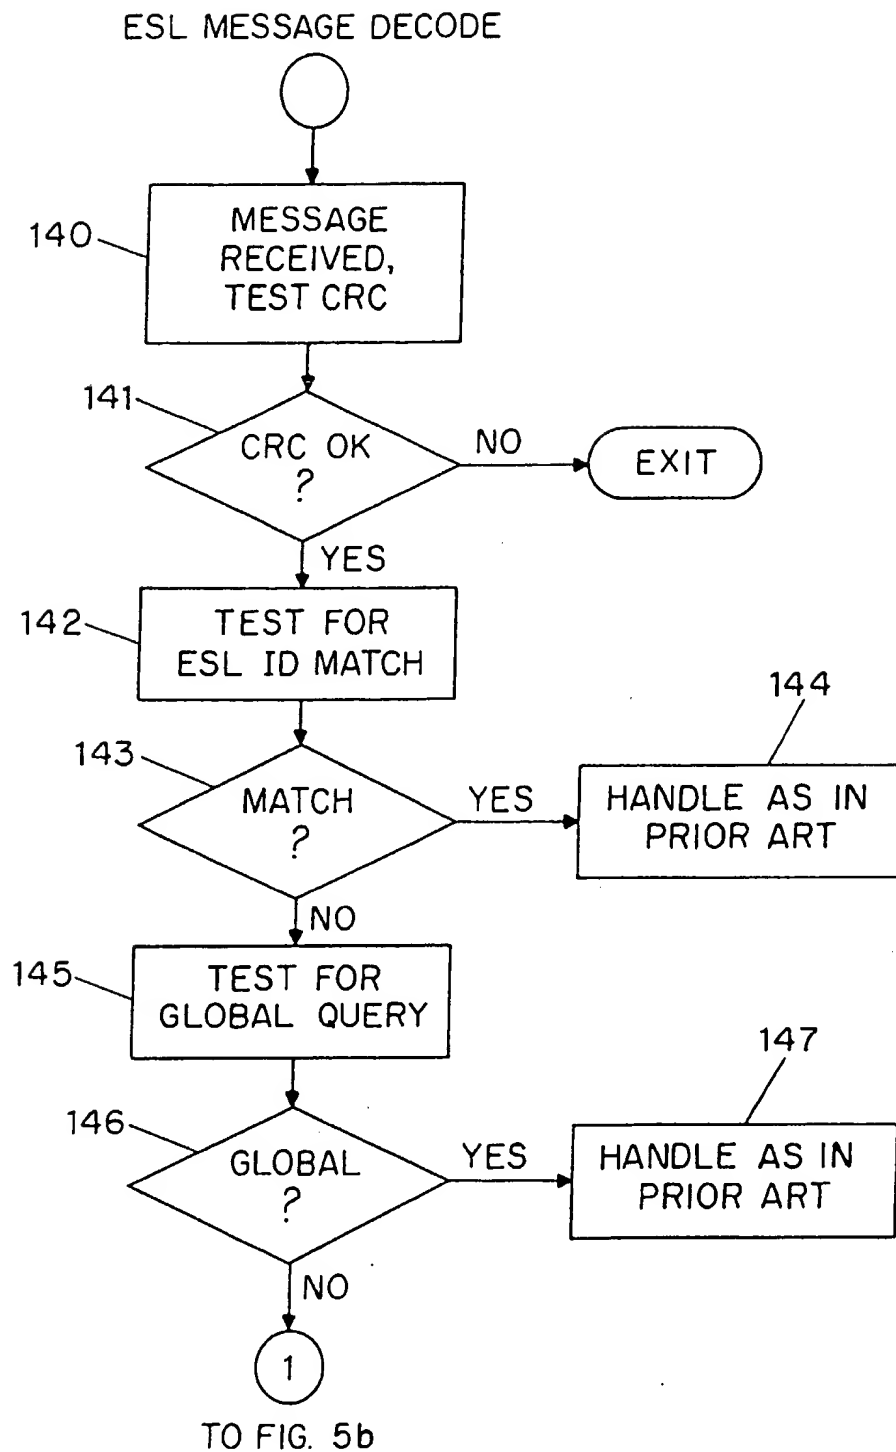 ESL MESSAGE DECODE
140
MESSAGE
RECEIVED,
TEST CRC
141
CRC OK
?
NO
EXIT
YES
142
TEST FOR
ESL ID MATCH
143
MATCH
?
YES
144
HANDLE AS IN
PRIOR ART
NO
145
TEST FOR
GLOBAL QUERY
146
GLOBAL
?
YES
147
HANDLE AS IN
PRIOR ART
NO
1
TO FIG. 5b